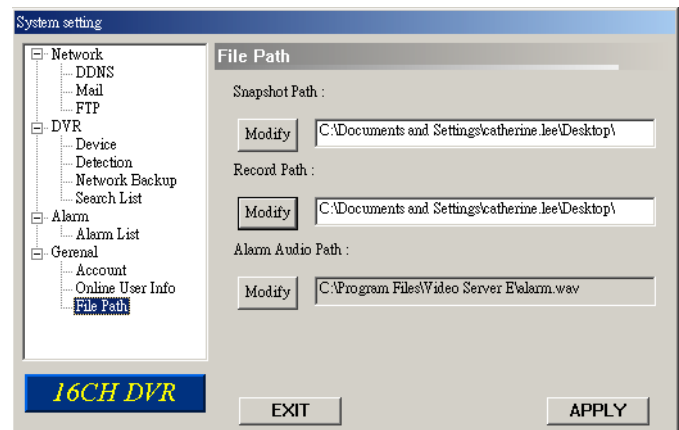 System setting
Network
DDNS
Mail
FTP
DVR
Device
Detection
Network Backup
Search List
Alarm
Alarm List
Gerenal
Account
Online User Info
File Path
16CH DVR
File Path
Snapshot Path :
Modify
C:\Documents and Settings\catherine.lee\Desktop\
Record Path :
Modify
C:\Documents and Settings\catherine.lee\Desktop\
Alarm Audio Path :
Modify
C:\Program Files\Video Server E\alarm.wav
EXIT
APPLY